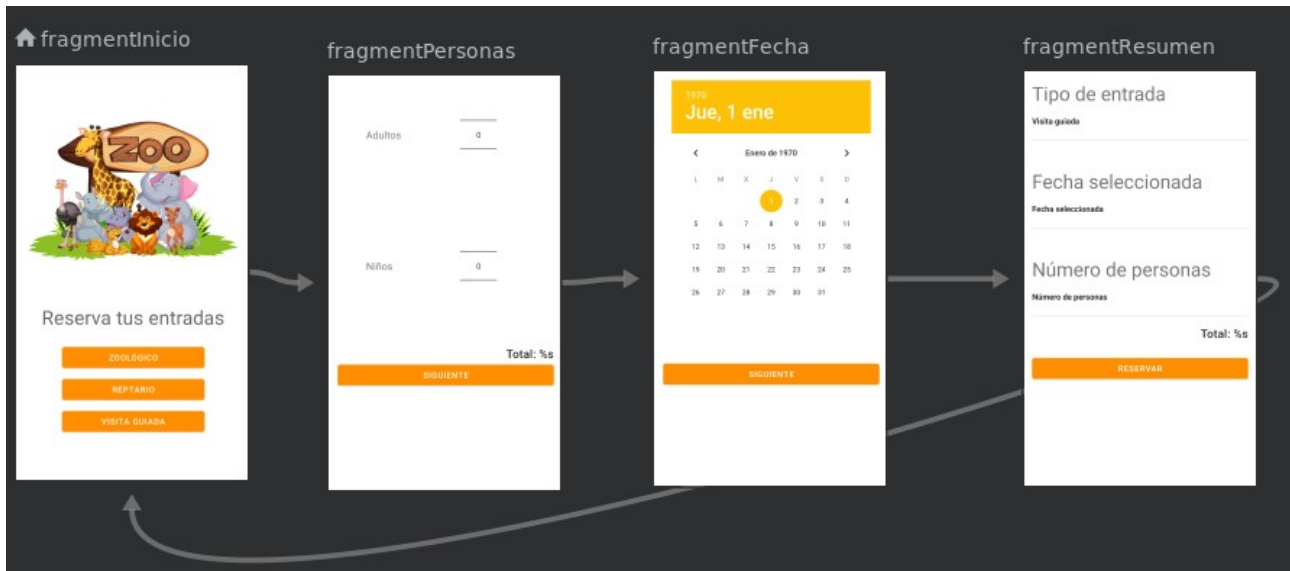 fragmentInicio
ZOO
Reserva tus entradas
ZOOLÓGICO
REPTARIO
VISITA GUIADA
fragmentPersonas
Adultos
0
Niños
0
Total: %s
SIGUIENTE
fragmentFecha
1970
Jue, 1 ene
Enero de 1970
L M X J V X D
1 2 3 4
5 6 7 8 9 10 11
12 13 14 15 16 17 18
19 20 21 22 23 24 25
26 27 28 29 30 31
SIGUIENTE
fragmentResumen
Tipo de entrada
Visita guiada
Fecha seleccionada
Fecha seleccionada
Número de personas
Número de personas
Total: %s
RESERVAR